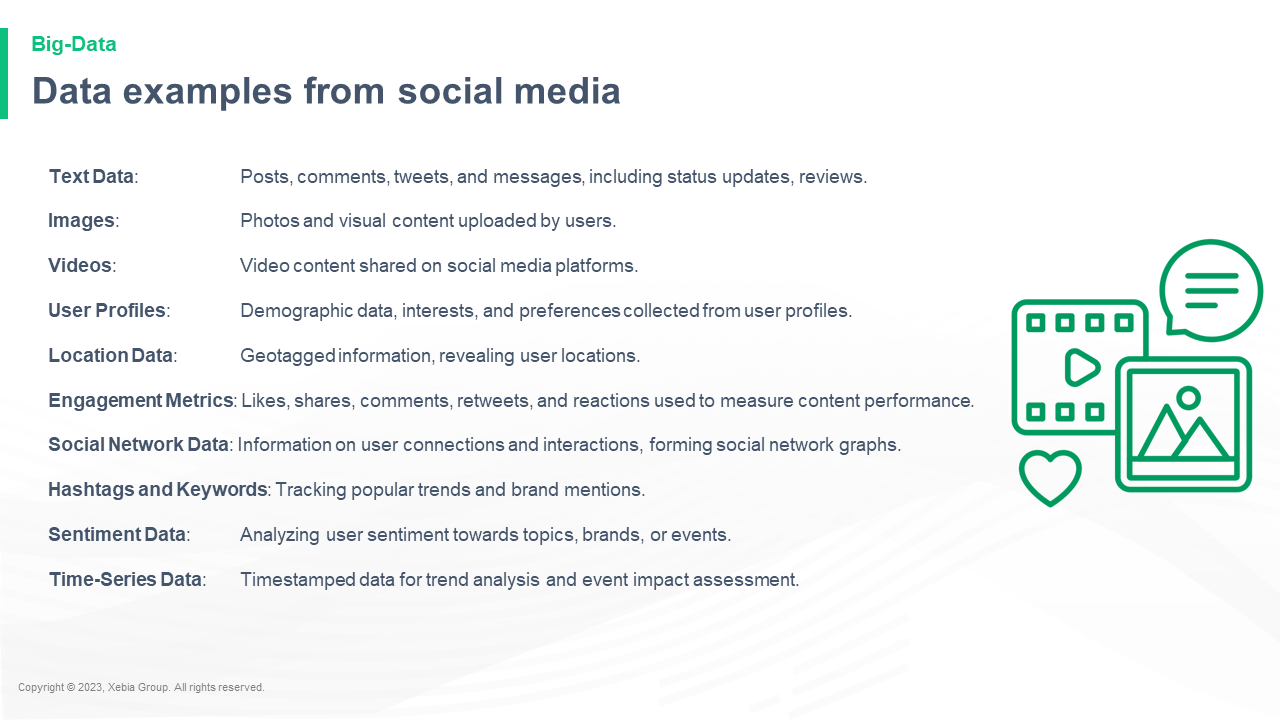 Big-Data
Data examples from social media
Text Data: Posts, comments, tweets, and messages, including status updates, reviews.
Images: Photos and visual content uploaded by users.
Videos: Video content shared on social media platforms.
User Profiles: Demographic data, interests, and preferences collected from user profiles.
Location Data: Geotagged information, revealing user locations.
Engagement Metrics: Likes, shares, comments, retweets, and reactions used to measure content performance.
Social Network Data: Information on user connections and interactions, forming social network graphs.
Hashtags and Keywords: Tracking popular trends and brand mentions.
Sentiment Data: Analyzing user sentiment towards topics, brands, or events.
Time-Series Data: Timestamped data for trend analysis and event impact assessment.
Copyright © 2023, Xebia Group. All rights reserved.